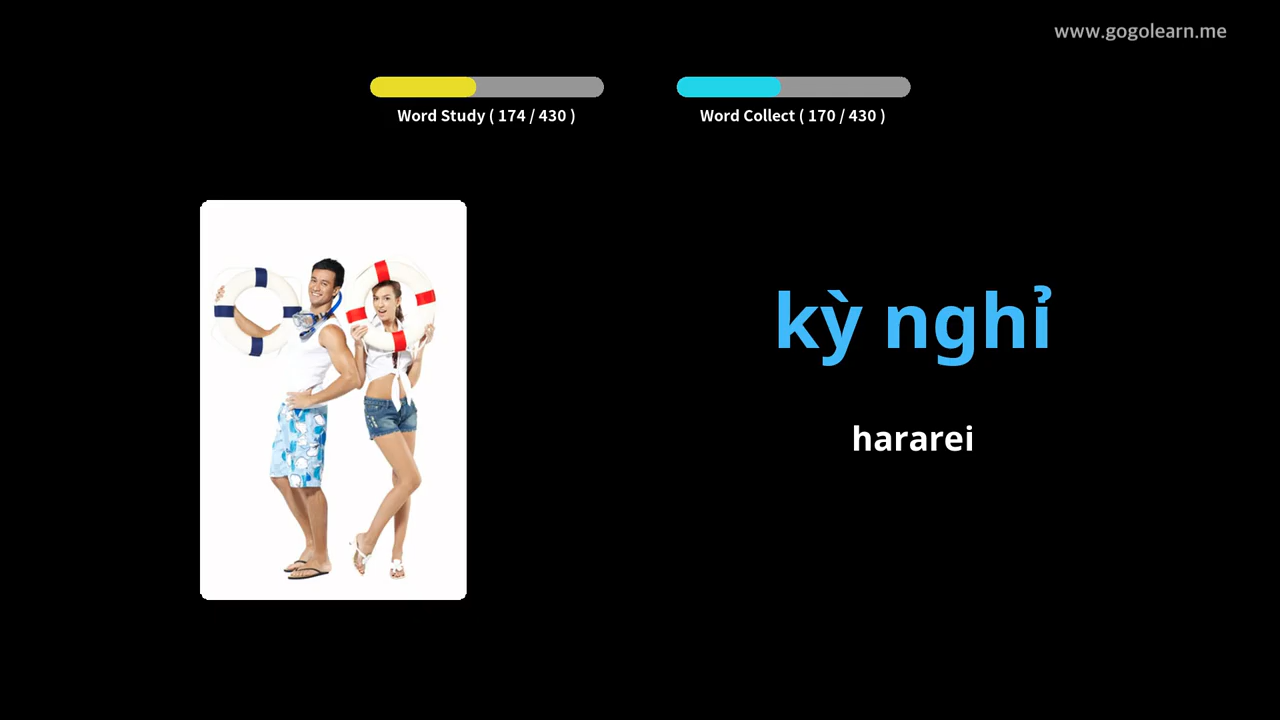 www.gogolearn.me
Word Study ( 174 / 430 )
Word Collect ( 170 / 430 )
kỳ nghỉ
hararei